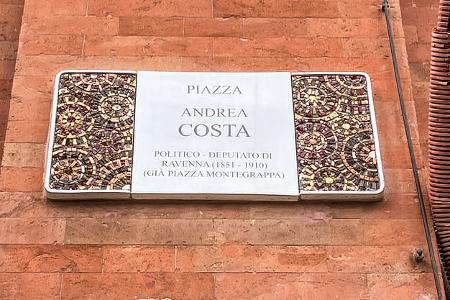 PIAZZA
ANDREA
COSTA
POLITICO - DEPUTATO DI
RAVENNA (1851 - 1910)
(GIÀ PIAZZA MONTEGRAPPA)